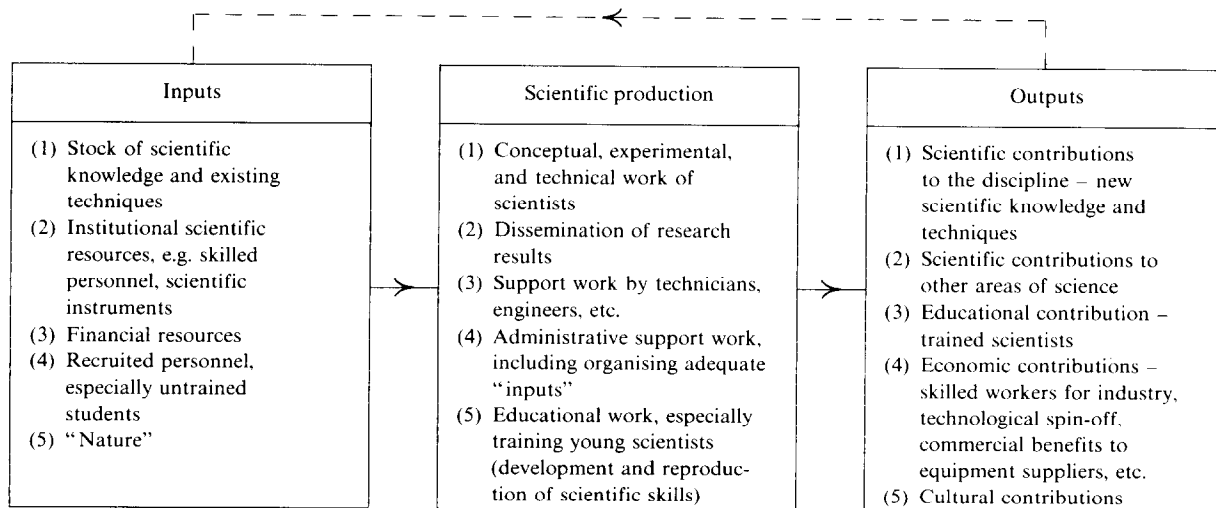 Inputs
(1) Stock of scientific
knowledge and existing
techniques
(2) Institutional scientific
resources, e.g. skilled
personnel, scientific
instruments
(3) Financial resources
(4) Recruited personnel,
especially untrained
students
(5) “Nature”
Scientific production
(1) Conceptual, experimental,
and technical work of
scientists
(2) Dissemination of research
results
(3) Support work by technicians,
engineers, etc.
(4) Administrative support work,
including organising adequate
“inputs”
(5) Educational work, especially
training young scientists
(development and reproduc-
tion of scientific skills)
Outputs
(1) Scientific contributions
to the discipline – new
scientific knowledge and
techniques
(2) Scientific contributions to
other areas of science
(3) Educational contribution –
trained scientists
(4) Economic contributions –
skilled workers for industry,
technological spin-off,
commercial benefits to
equipment suppliers, etc.
(5) Cultural contributions